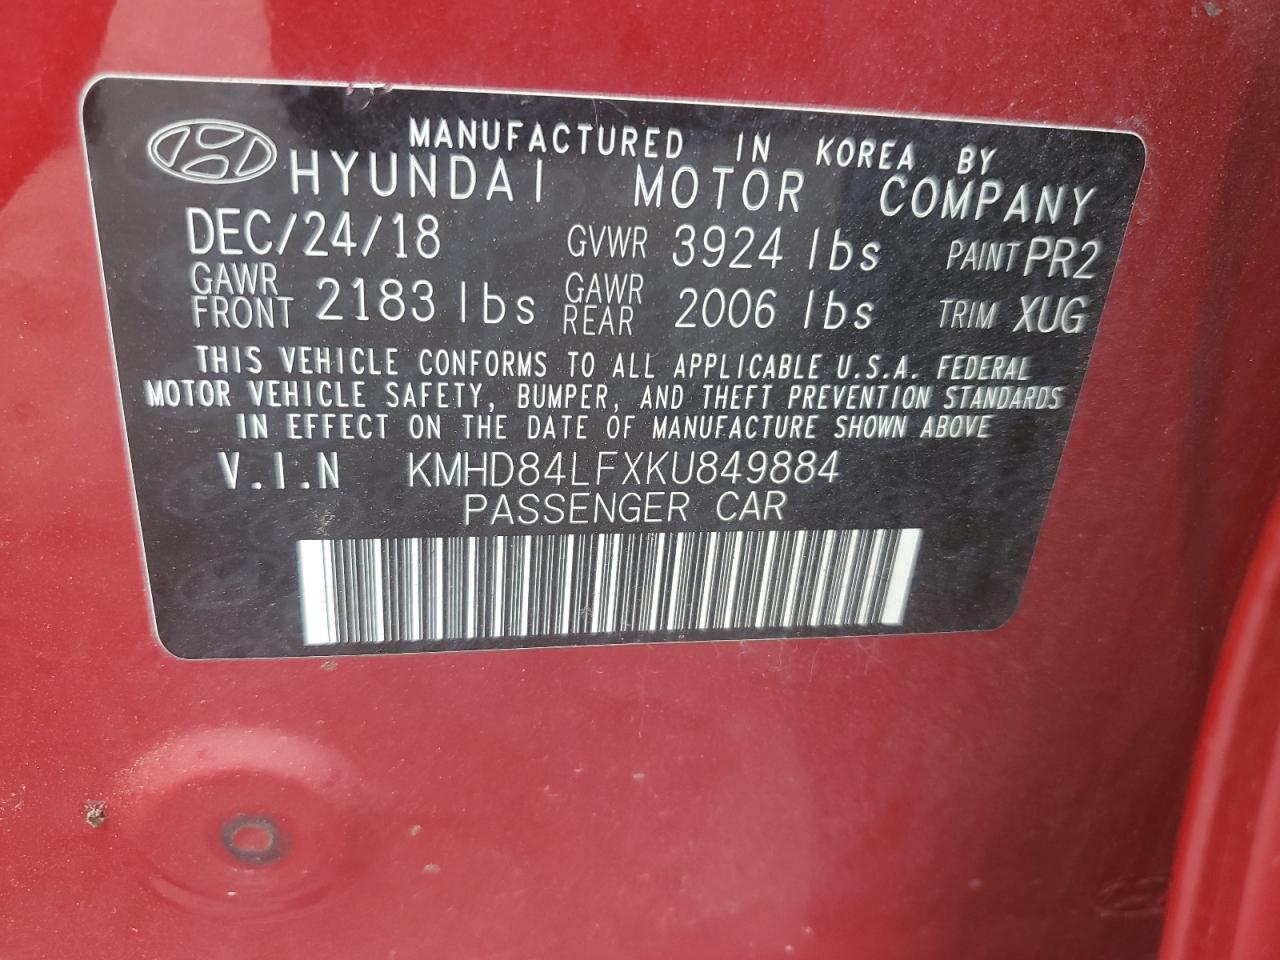 MANUFACTURED IN KOREA BY
HYUNDAI MOTOR COMPANY
DEC/24/18 GVWR 3924 lbs PAINT PR2
GAWR FRONT 2183 lbs GAWR REAR 2006 lbs TRIM XUG
THIS VEHICLE CONFORMS TO ALL APPLICABLE U.S.A. FEDERAL
MOTOR VEHICLE SAFETY, BUMPER, AND THEFT PREVENTION STANDARDS
IN EFFECT ON THE DATE OF MANUFACTURE SHOWN ABOVE
V.I.N KMHD84LFXKU849884
PASSENGER CAR